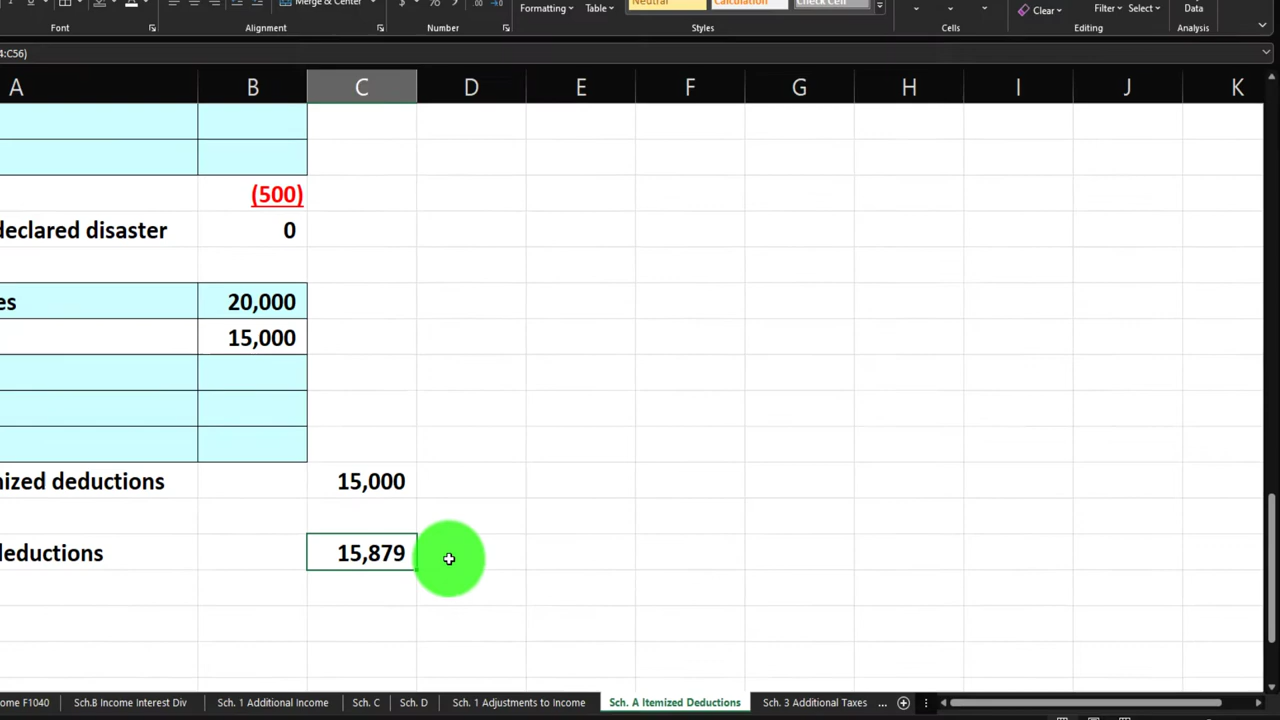 Neutral Calculation Check Cell
Merge & Center $ % Formatting Table Clear Filter Select Data
Font Alignment Number Styles Cells Editing Analysis
4:C56)
A B C D E F G H I J K
(500)
declared disaster 0
es 20,000
15,000
nized deductions 15,000
deductions 15,879
ome F1040 Sch.B Income Interest Div Sch. 1 Additional Income Sch. C Sch. D Sch. 1 Adjustments to Income Sch. A Itemized Deductions Sch. 3 Additional Taxes ...